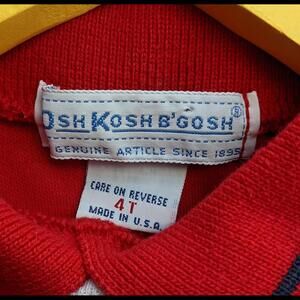 OSHKOSH B'GOSH®
GENUINE ARTICLE SINCE 1895
CARE ON REVERSE
4T
MADE IN U.S.A.